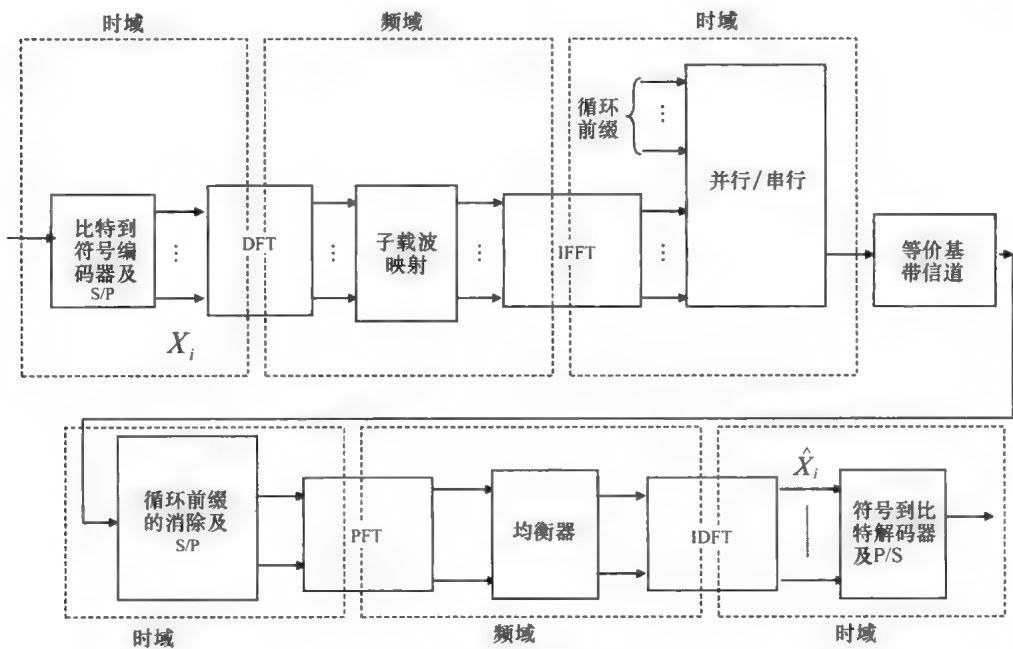 时域
频域
时域
循环
前缀
并行/串行
比特到
符号编
码器及
S/P
DFT
子载波
映射
IFFT
等价基
带信道
X_i
循环前缀
的消除及
S/P
PFT
均衡器
IDFT
X̂_i
符号到比
特解码器
及P/S
时域
频域
时域